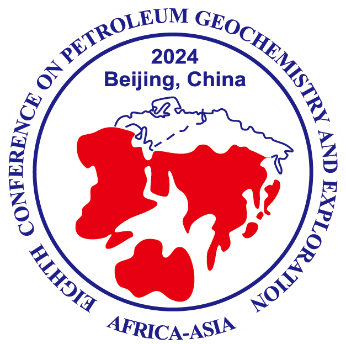 EIGHTH CONFERENCE ON PETROLEUM GEOCHEMISTRY AND EXPLORATION
2024
Beijing, China
AFRICA-ASIA